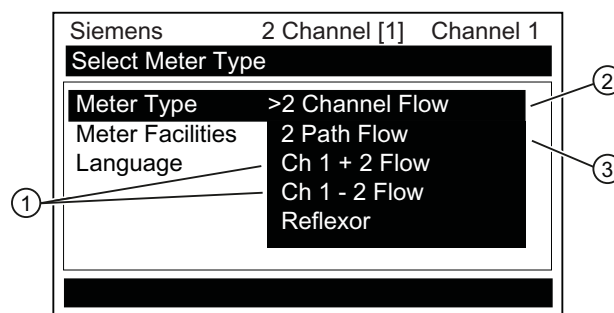 Siemens 2 Channel [1] Channel 1
Select Meter Type
Meter Type >2 Channel Flow
Meter Facilities 2 Path Flow
Language Ch 1 + 2 Flow
Ch 1 - 2 Flow
Reflexor
1
2
3